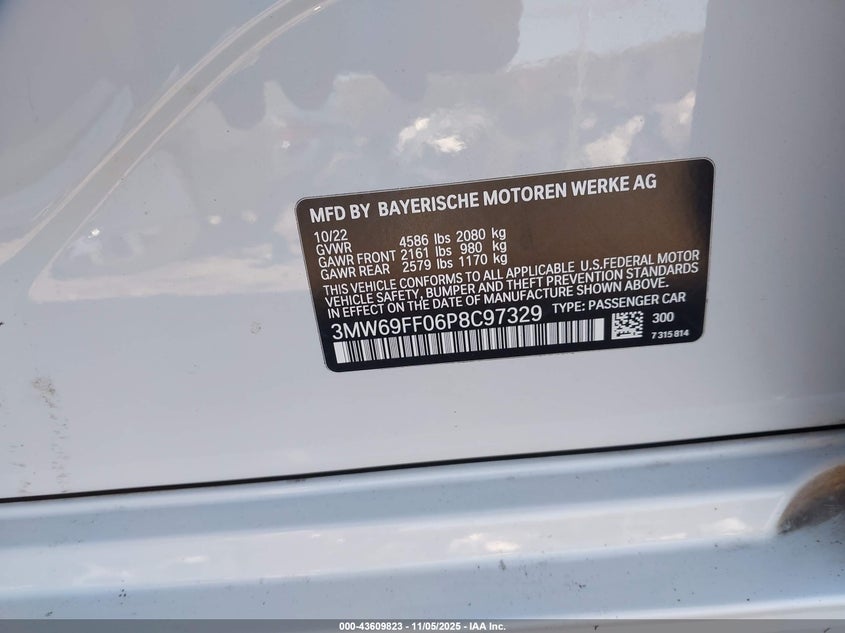 MFD BY BAYERISCHE MOTOREN WERKE AG
10/22
GVWR 4586 lbs 2080 kg
GAWR FRONT 2161 lbs 980 kg
GAWR REAR 2579 lbs 1170 kg
THIS VEHICLE CONFORMS TO ALL APPLICABLE U.S.FEDERAL MOTOR
VEHICLE SAFETY, BUMPER AND THEFT PREVENTION STANDARDS
IN EFFECT ON THE DATE OF MANUFACTURE SHOWN ABOVE.
3MW69FF06P8C97329 TYPE: PASSENGER CAR
300
7 315 814
000-43609823 - 11/05/2025 - IAA Inc.